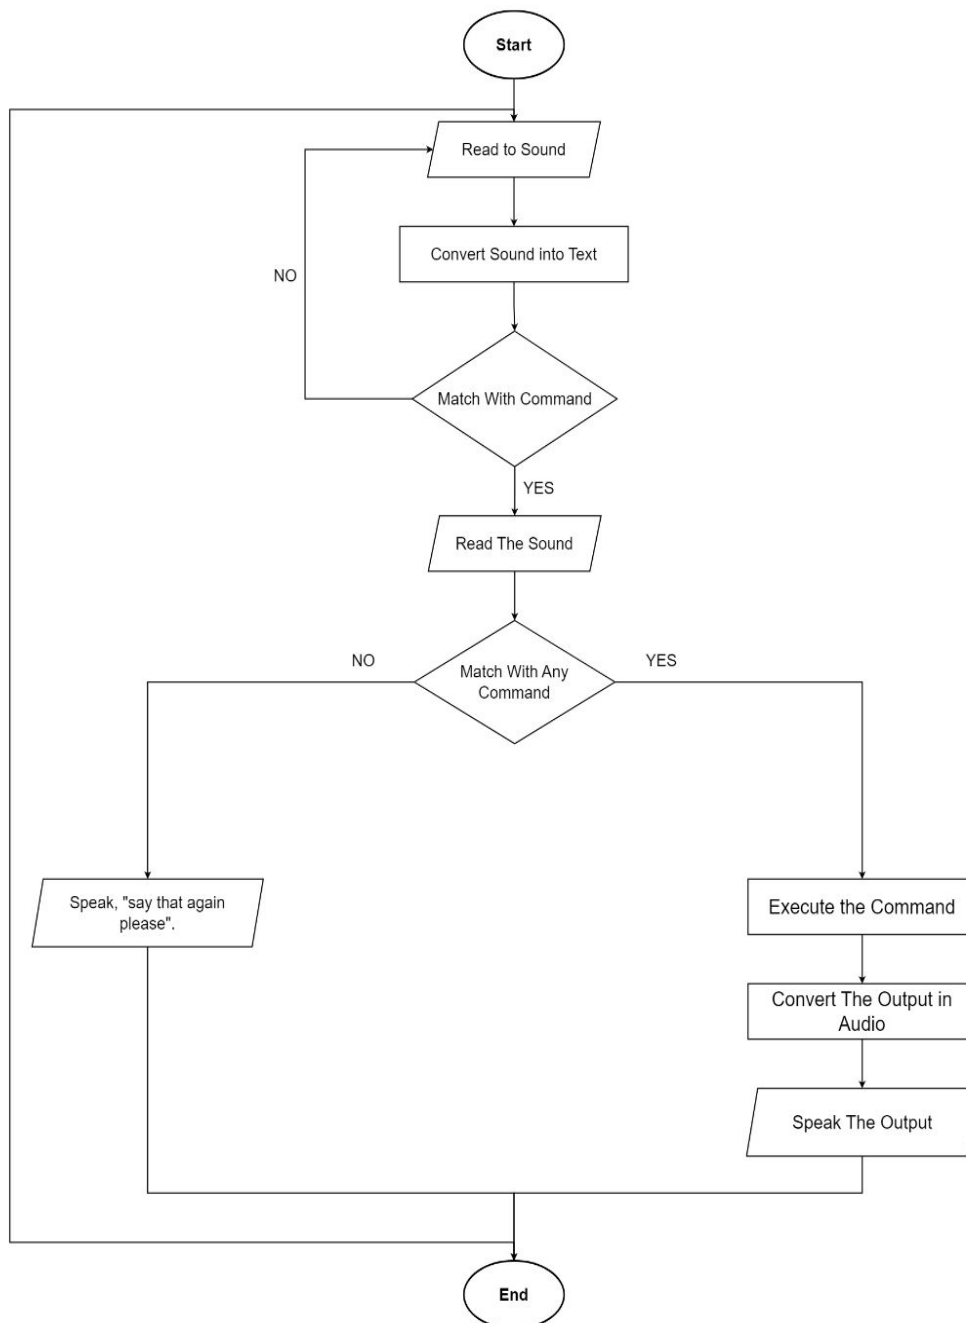 Start
Read to Sound
Convert Sound into Text
NO
Match With Command
YES
Read The Sound
NO
YES
Match With Any
Command
Speak, "say that again
please".
Execute the Command
Convert The Output in
Audio
Speak The Output
End